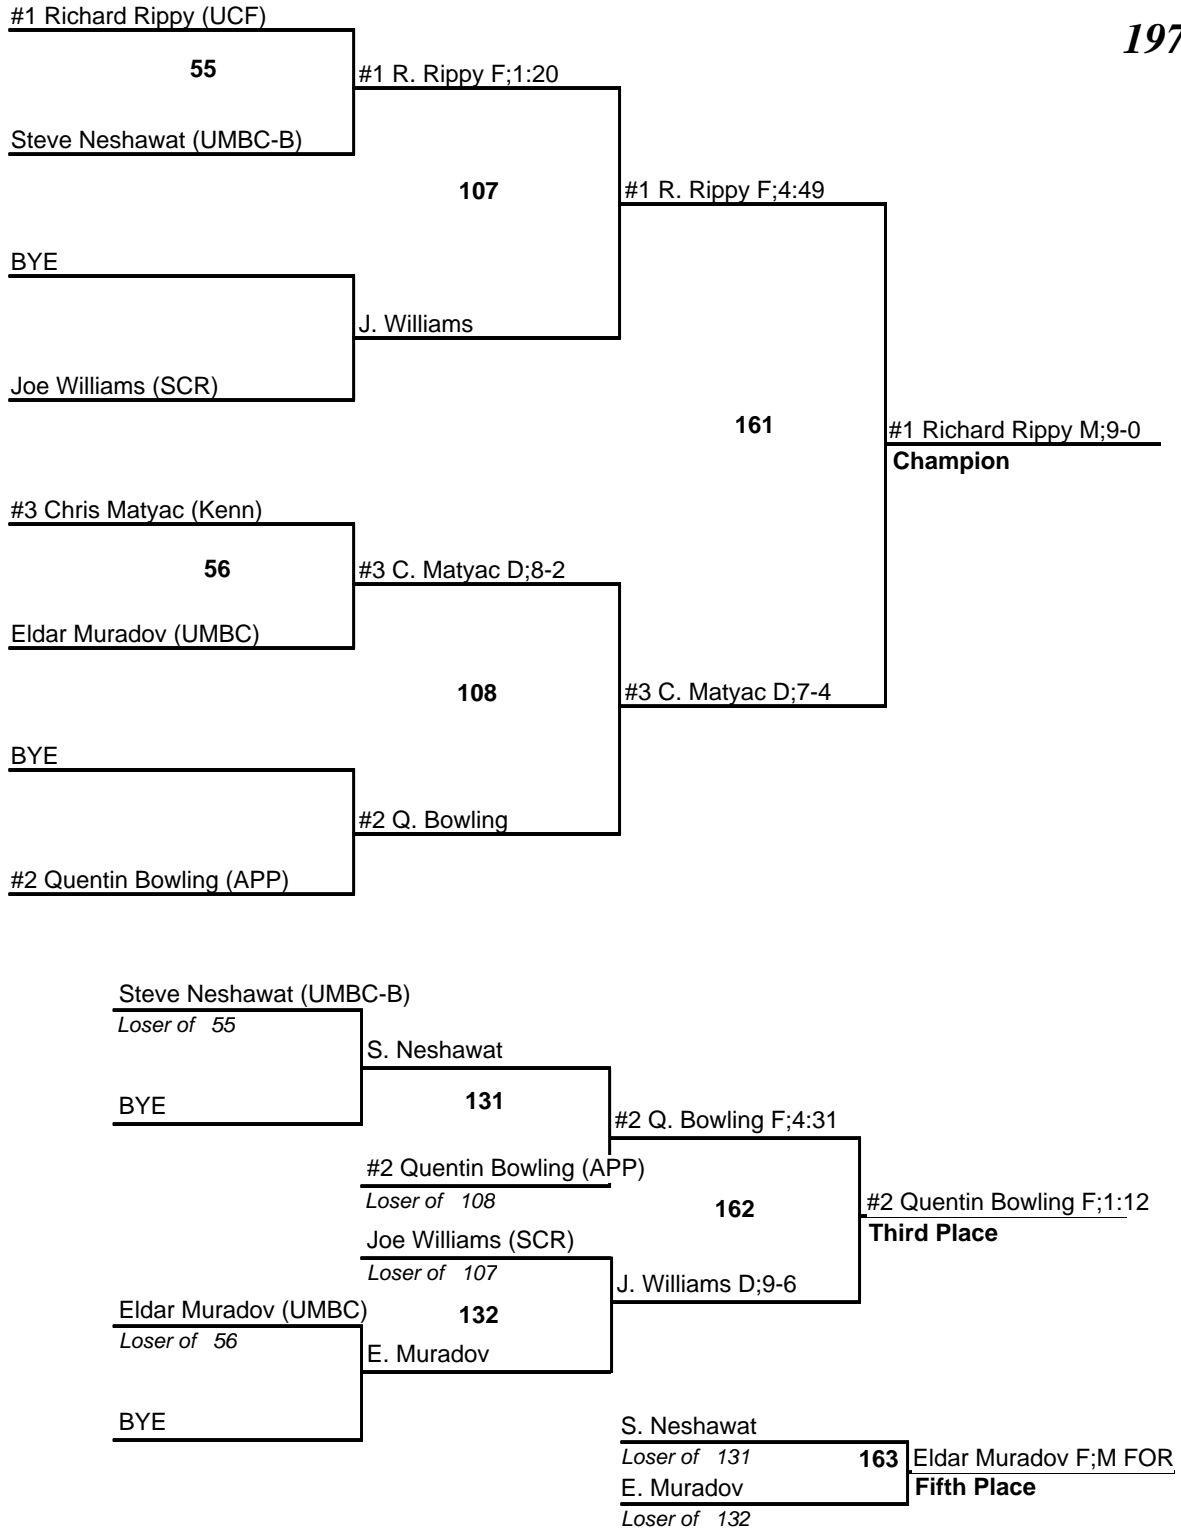 #1 Richard Rippy (UCF)
197
55
#1 R. Rippy F;1:20
Steve Neshawat (UMBC-B)
107
#1 R. Rippy F;4:49
BYE
J. Williams
Joe Williams (SCR)
161
#1 Richard Rippy M;9-0
Champion
#3 Chris Matyac (Kenn)
56
#3 C. Matyac D;8-2
Eldar Muradov (UMBC)
108
#3 C. Matyac D;7-4
BYE
#2 Q. Bowling
#2 Quentin Bowling (APP)
Steve Neshawat (UMBC-B)
Loser of 55
S. Neshawat
BYE
131
#2 Q. Bowling F;4:31
#2 Quentin Bowling (APP)
Loser of 108
162
#2 Quentin Bowling F;1:12
Third Place
Joe Williams (SCR)
Loser of 107
J. Williams D;9-6
Eldar Muradov (UMBC)
132
Loser of 56
E. Muradov
BYE
S. Neshawat
Loser of 131
163
Eldar Muradov F;M FOR
E. Muradov
Fifth Place
Loser of 132